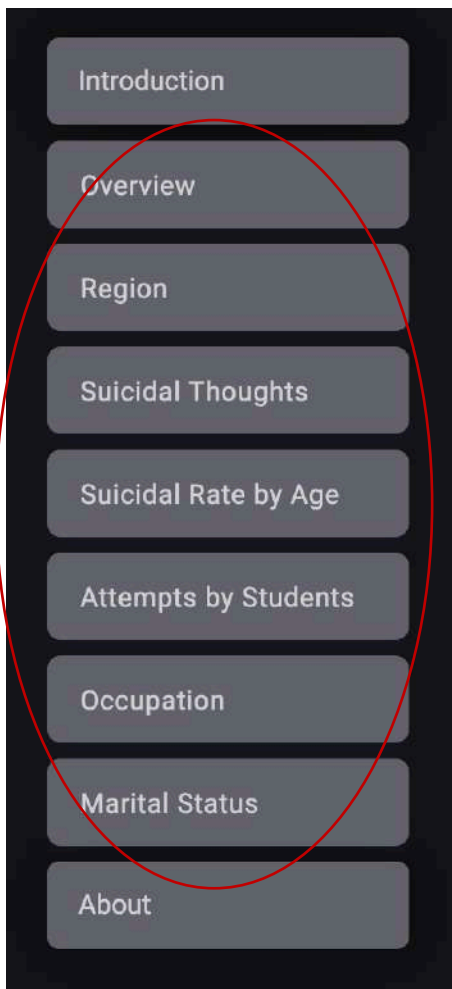 Introduction
Overview
Region
Suicidal Thoughts
Suicidal Rate by Age
Attempts by Students
Occupation
Marital Status
About